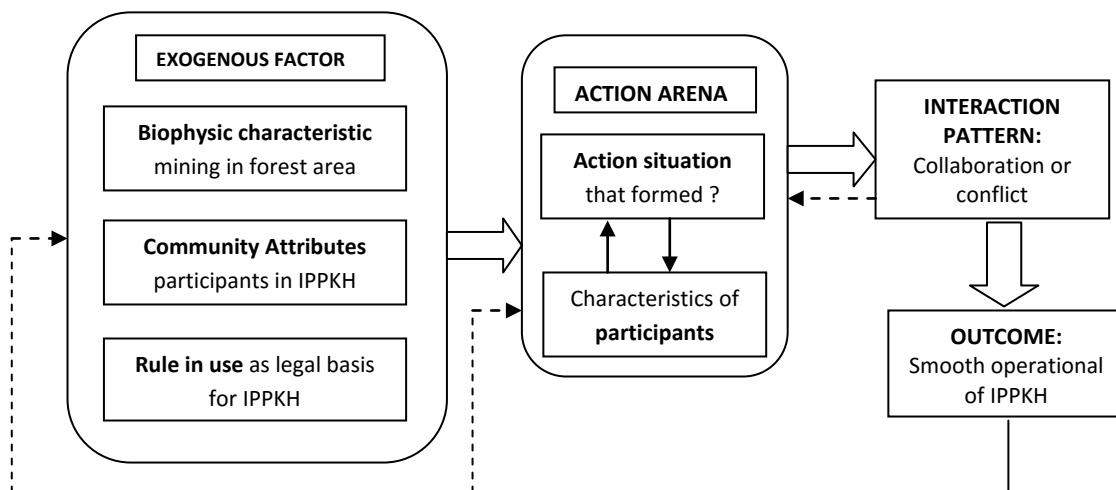 EXOGENOUS FACTOR
Biophysic characteristic
mining in forest area
Community Attributes
participants in IPPKH
Rule in use as legal basis
for IPPKH
ACTION ARENA
Action situation
that formed ?
Characteristics of
participants
INTERACTION
PATTERN:
Collaboration or
conflict
OUTCOME:
Smooth operational
of IPPKH